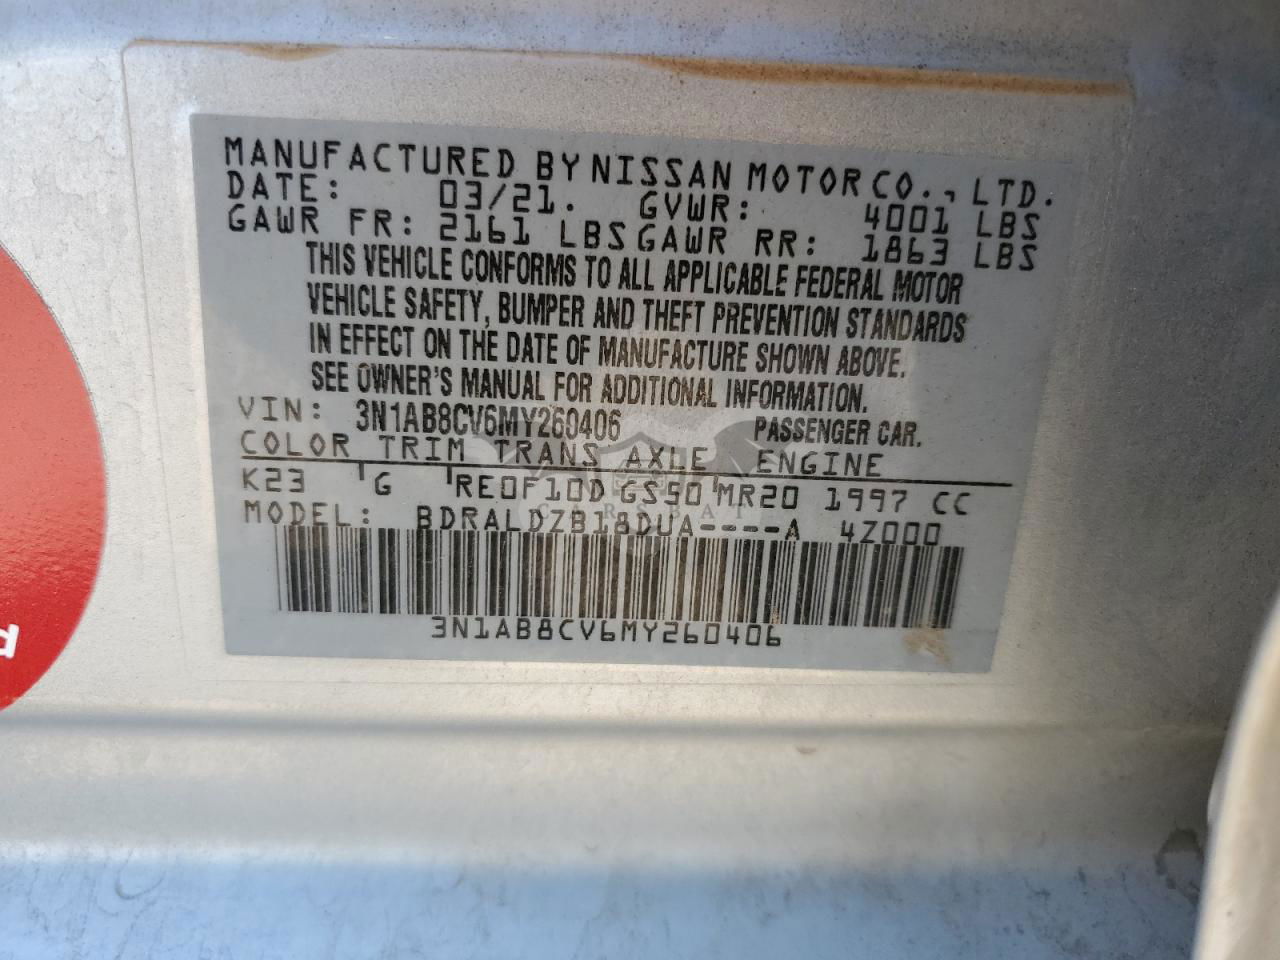 MANUFACTURED BY NISSAN MOTOR CO., LTD.
DATE: 03/21. GVWR: 4001 LBS
GAWR FR: 2161 LBS GAWR RR: 1863 LBS
THIS VEHICLE CONFORMS TO ALL APPLICABLE FEDERAL MOTOR
VEHICLE SAFETY, BUMPER AND THEFT PREVENTION STANDARDS
IN EFFECT ON THE DATE OF MANUFACTURE SHOWN ABOVE.
SEE OWNER'S MANUAL FOR ADDITIONAL INFORMATION.
VIN: 3N1AB8CV6MY260406 PASSENGER CAR.
COLOR TRIM TRANS AXLE ENGINE
K23 G RE0F10D GS50 MR20 1997 CC
MODEL: BDRALDZB18DUA----A 4Z000
3N1AB8CV6MY260406
CARSBAT